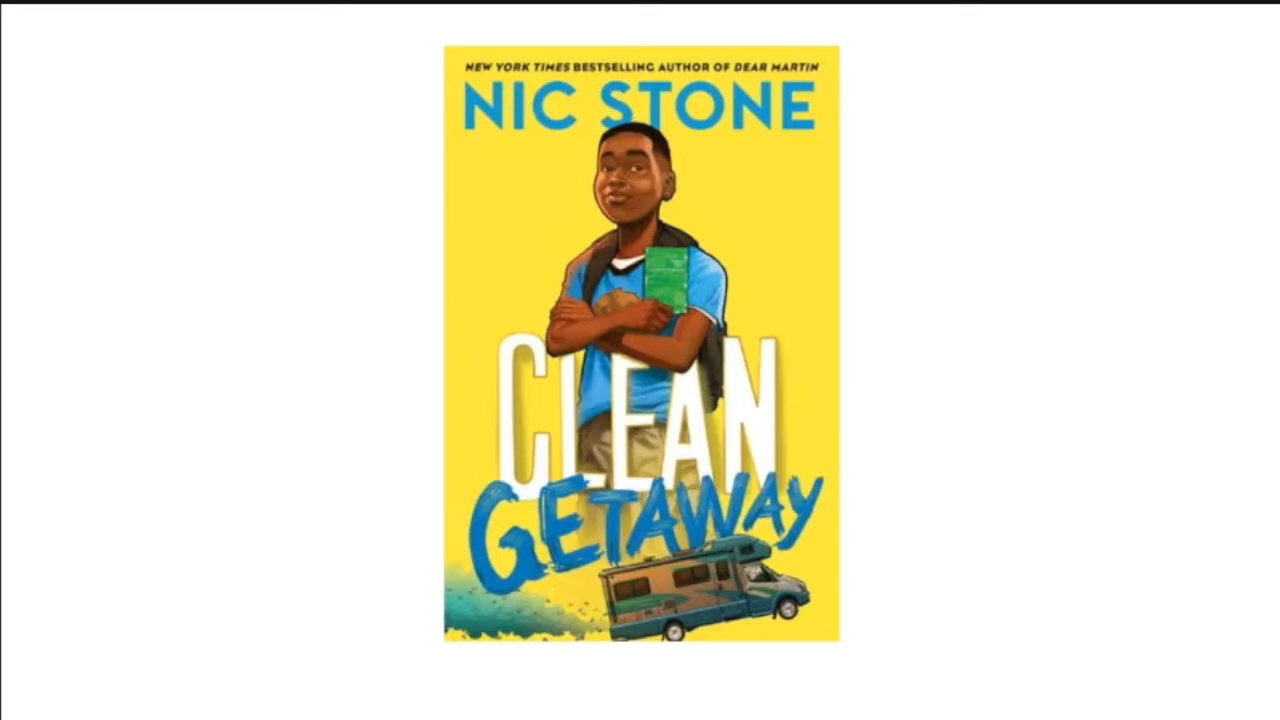 NEW YORK TIMES BESTSELLING AUTHOR OF DEAR MARTIN
NIC STONE
CLEAN
GETAWAY